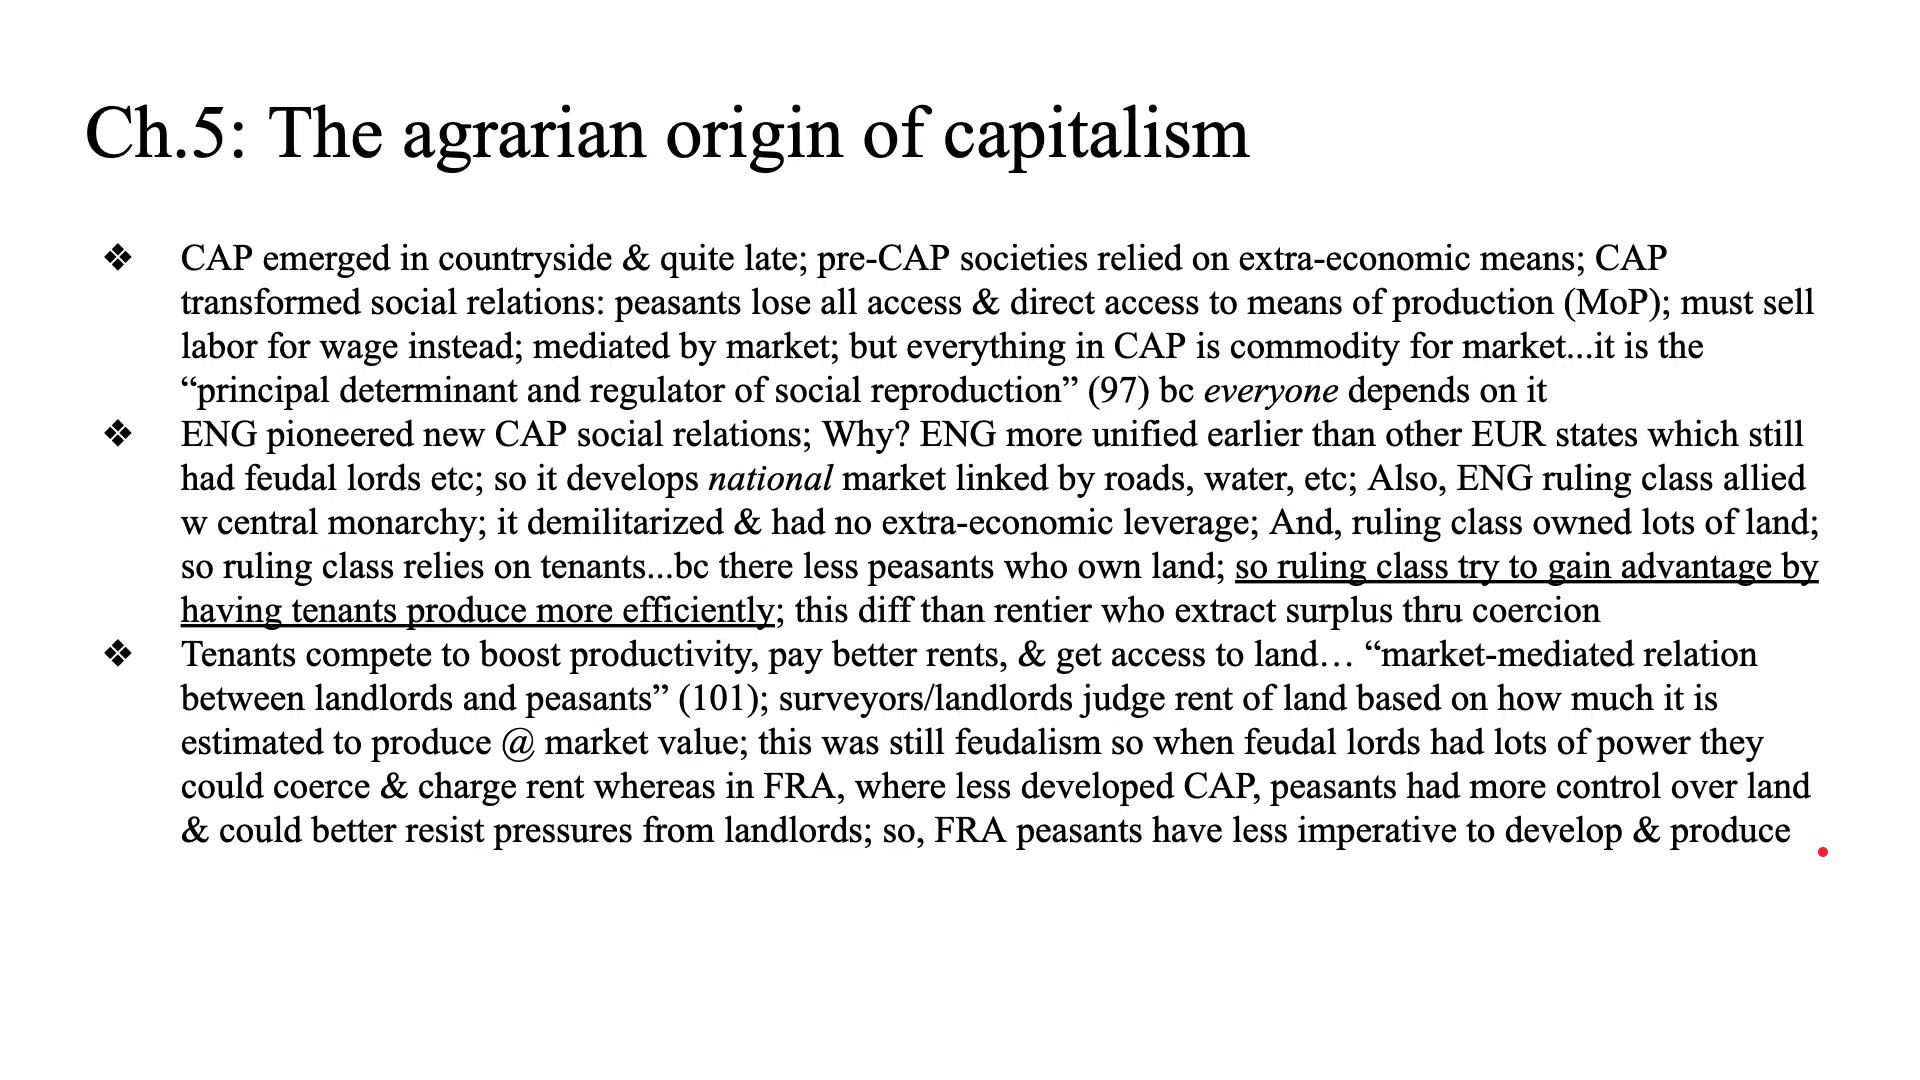 Ch.5: The agrarian origin of capitalism
❖ CAP emerged in countryside & quite late; pre-CAP societies relied on extra-economic means; CAP
transformed social relations: peasants lose all access & direct access to means of production (MoP); must sell
labor for wage instead; mediated by market; but everything in CAP is commodity for market...it is the
“principal determinant and regulator of social reproduction” (97) bc everyone depends on it
❖ ENG pioneered new CAP social relations; Why? ENG more unified earlier than other EUR states which still
had feudal lords etc; so it develops national market linked by roads, water, etc; Also, ENG ruling class allied
w central monarchy; it demilitarized & had no extra-economic leverage; And, ruling class owned lots of land;
so ruling class relies on tenants...bc there less peasants who own land; so ruling class try to gain advantage by
having tenants produce more efficiently; this diff than rentier who extract surplus thru coercion
❖ Tenants compete to boost productivity, pay better rents, & get access to land… “market-mediated relation
between landlords and peasants” (101); surveyors/landlords judge rent of land based on how much it is
estimated to produce @ market value; this was still feudalism so when feudal lords had lots of power they
could coerce & charge rent whereas in FRA, where less developed CAP, peasants had more control over land
& could better resist pressures from landlords; so, FRA peasants have less imperative to develop & produce